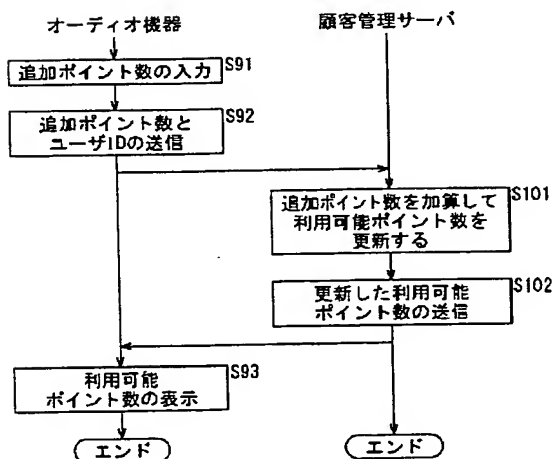 オーディオ機器
顧客管理サーバ
追加ポイント数の入力
S91
追加ポイント数と
ユーザIDの送信
S92
追加ポイント数を加算して
利用可能ポイント数を
更新する
S101
更新した利用可能
ポイント数の送信
S102
利用可能
ポイント数の表示
S93
エンド
エンド